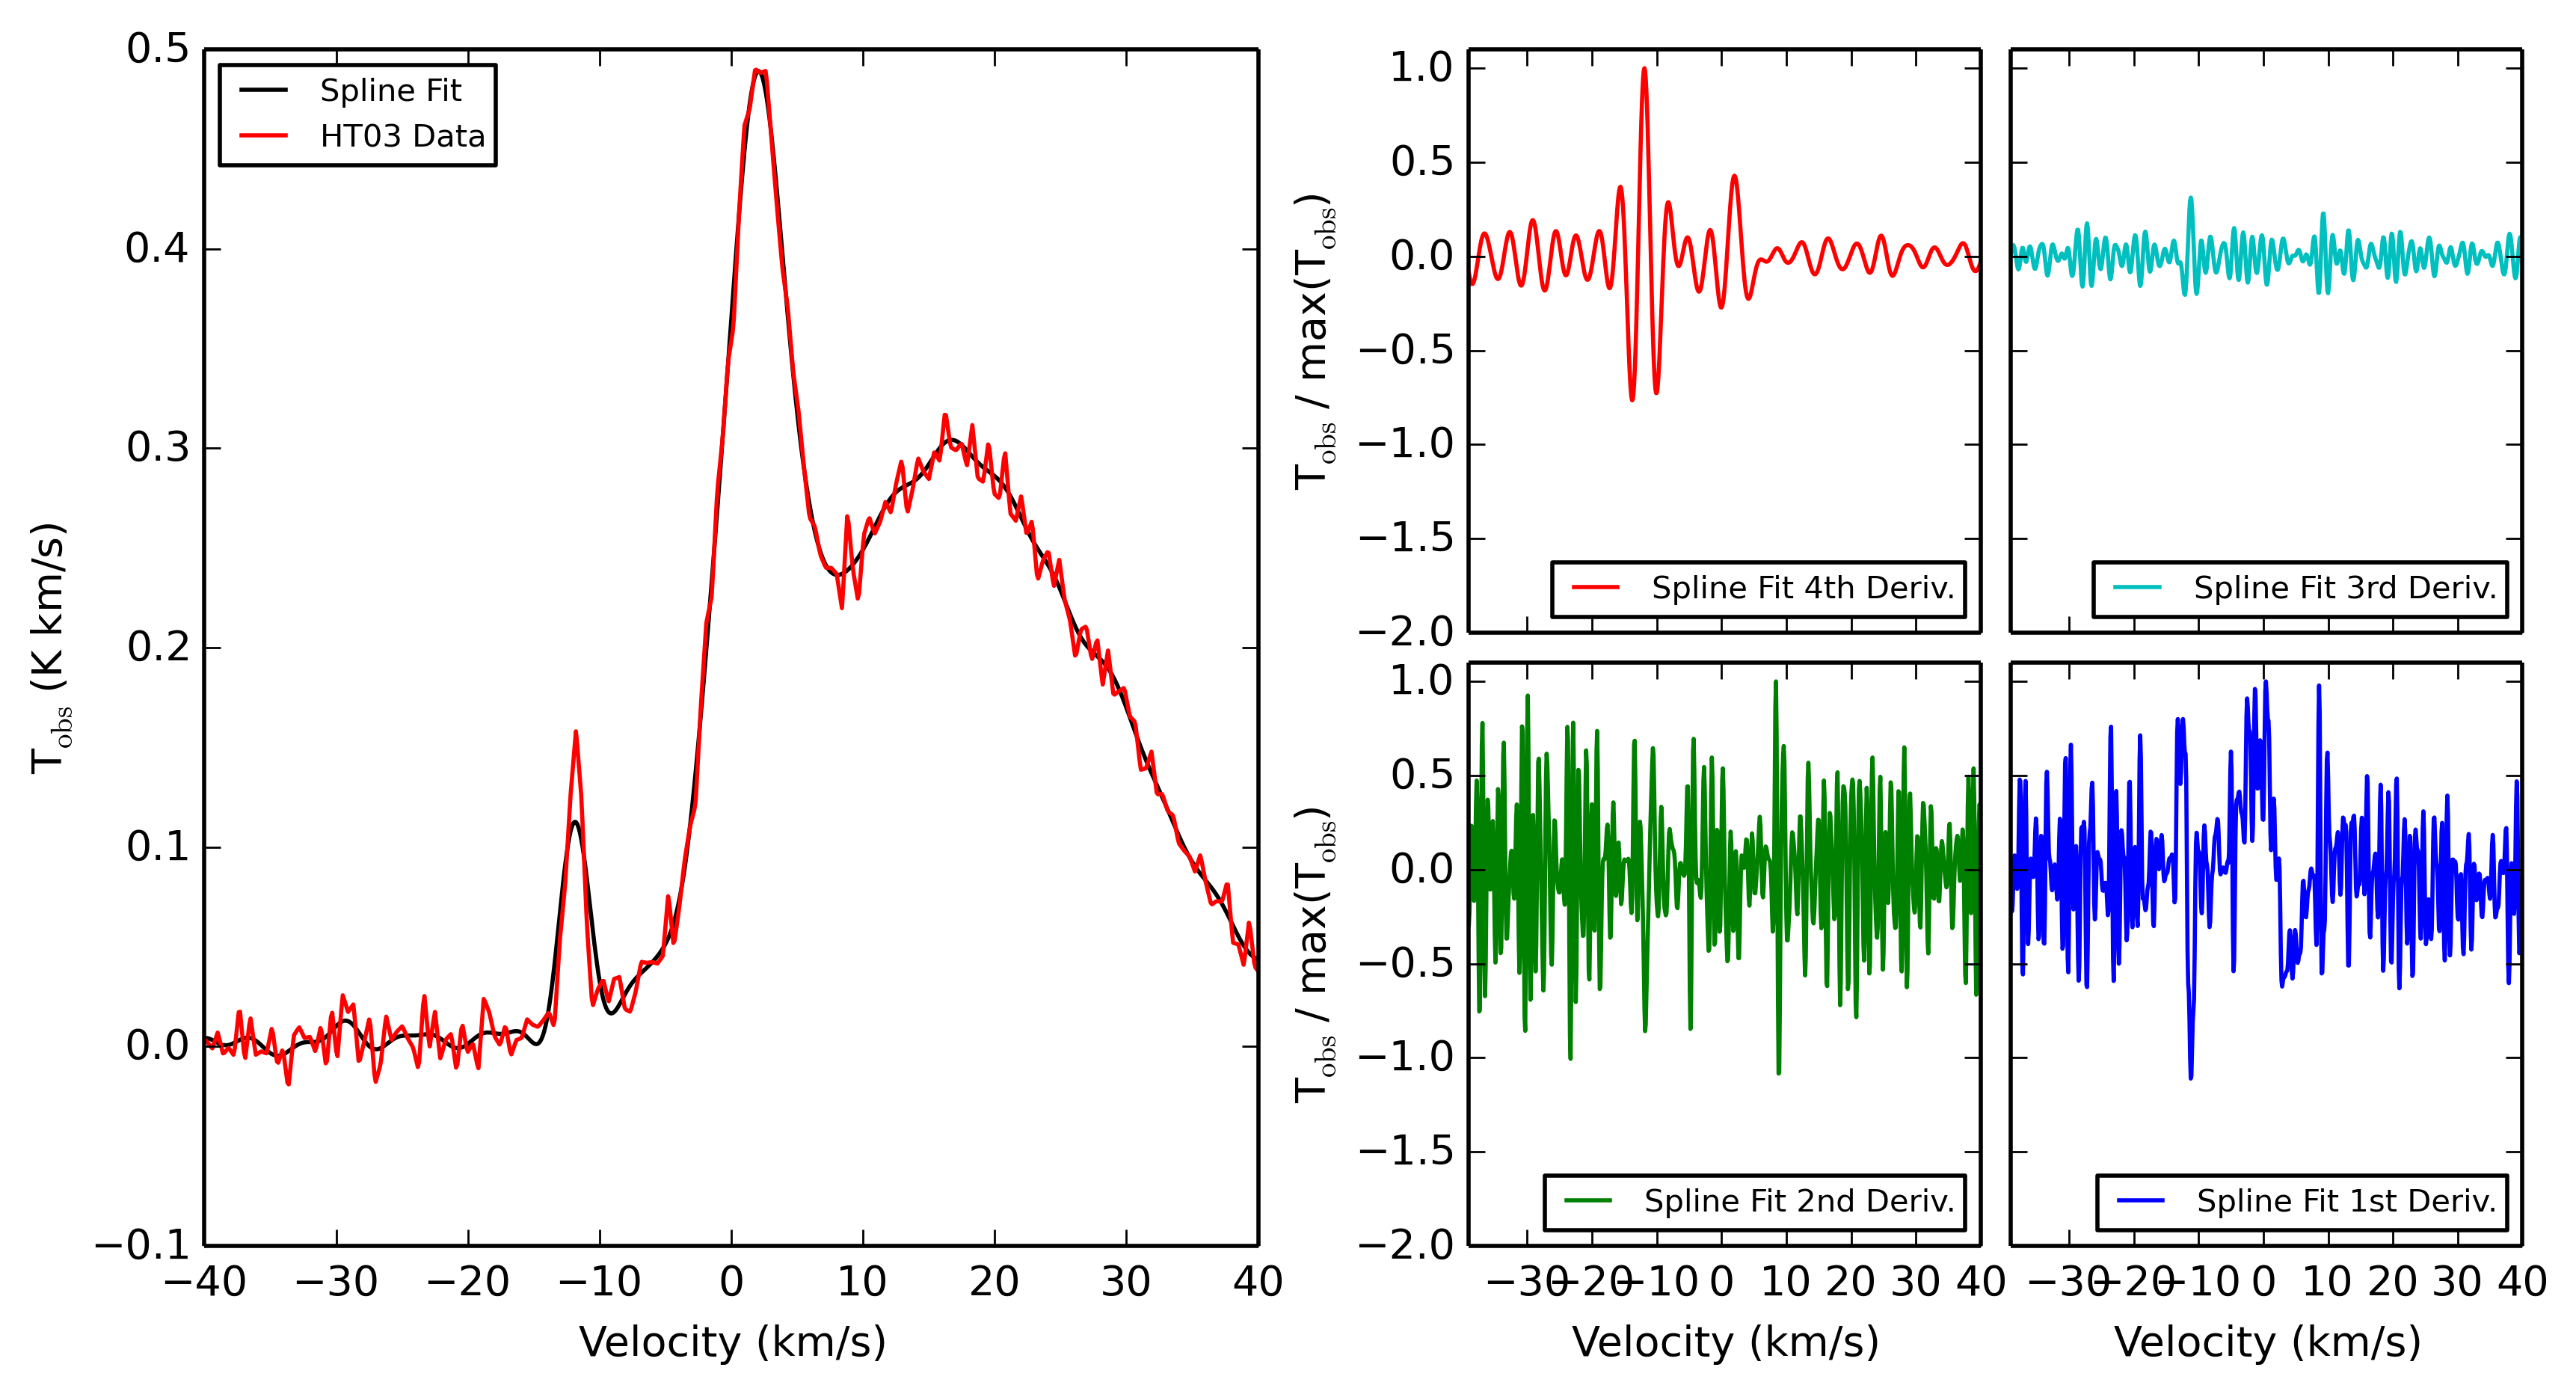 0.5
0.4
0.3
0.2
0.1
0.0
−0.1
T_obs (K km/s)
Spline Fit
HT03 Data
−40 −30 −20 −10 0 10 20 30 40
Velocity (km/s)
1.0
0.5
0.0
−0.5
−1.0
−1.5
−2.0
T_obs / max(T_obs)
Spline Fit 4th Deriv.
Spline Fit 3rd Deriv.
1.0
0.5
0.0
−0.5
−1.0
−1.5
−2.0
T_obs / max(T_obs)
Spline Fit 2nd Deriv.
Spline Fit 1st Deriv.
−30 −20 −10 0 10 20 30 40
−30 −20 −10 0 10 20 30 40
Velocity (km/s)
Velocity (km/s)